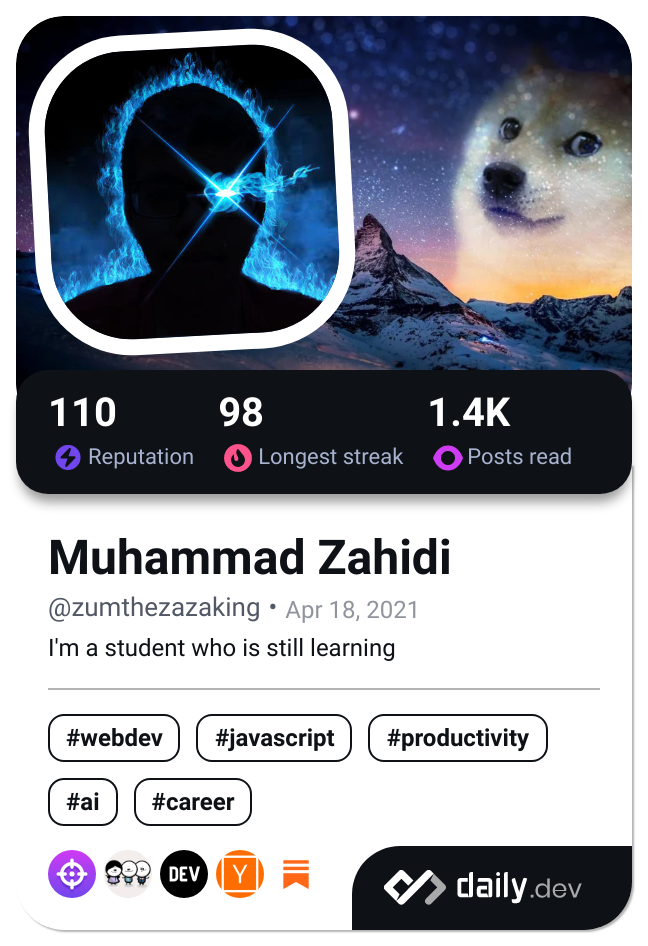 110 98 1.4K
Reputation Longest streak Posts read
Muhammad Zahidi
@zumthezazaking • Apr 18, 2021
I'm a student who is still learning
#webdev #javascript #productivity
#ai #career
DEV Y
daily.dev